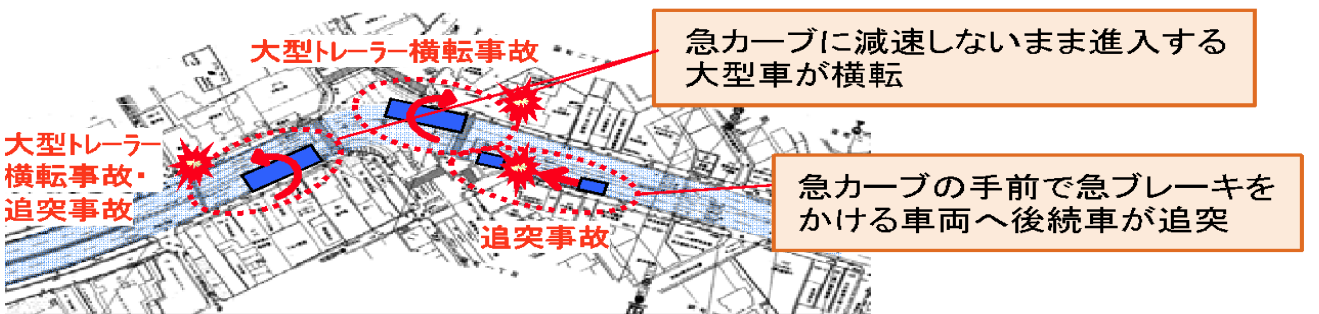 大型トレーラー横転事故
急カーブに減速しないまま進入する
大型車が横転
大型トレーラー
横転事故・
追突事故
追突事故
急カーブの手前で急ブレーキを
かける車両へ後続車が追突